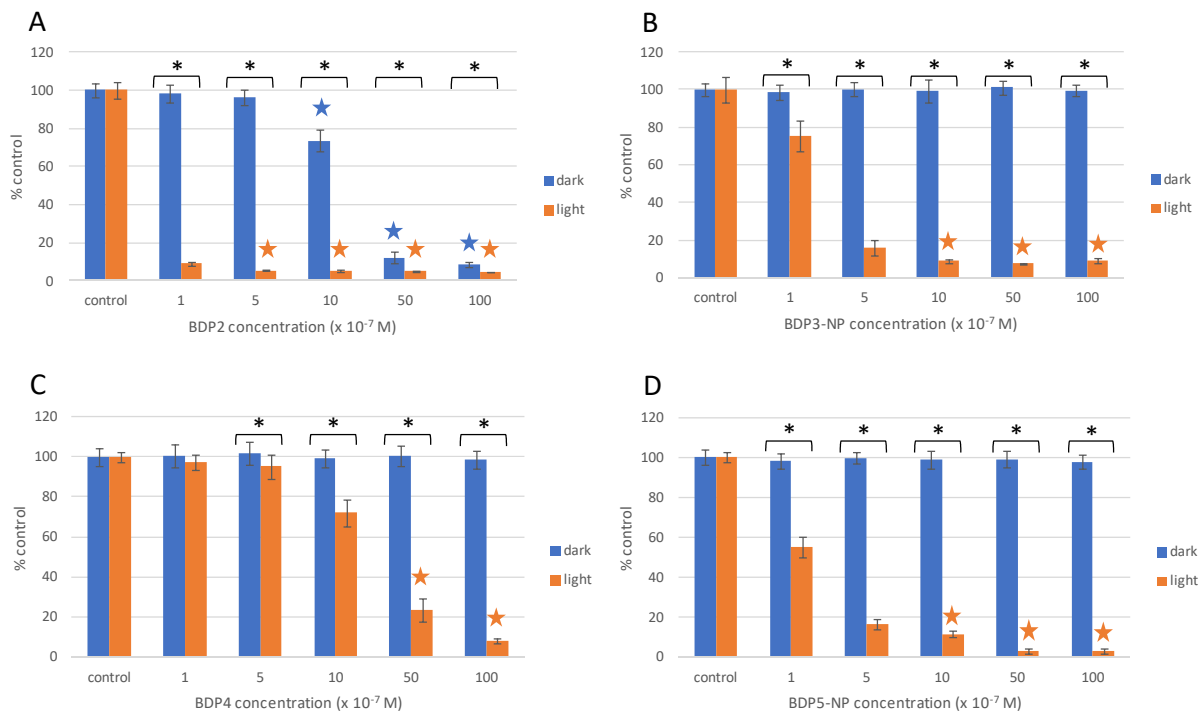 A
120
100
80
60
40
20
0
% control
* * * * *
control 1 5 10 50 100
BDP2 concentration (x 10⁻⁷ M)
dark
light
B
120
100
80
60
40
20
0
% control
* * * * *
control 1 5 10 50 100
BDP3-NP concentration (x 10⁻⁷ M)
dark
light
C
120
100
80
60
40
20
0
% control
* * * *
control 1 5 10 50 100
BDP4 concentration (x 10⁻⁷ M)
dark
light
D
120
100
80
60
40
20
0
% control
* * * * *
control 1 5 10 50 100
BDP5-NP concentration (x 10⁻⁷ M)
dark
light